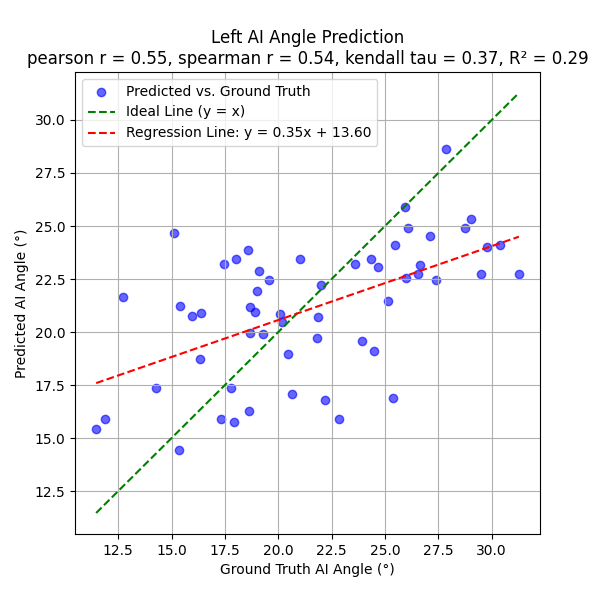 Left AI Angle Prediction
pearson r = 0.55, spearman r = 0.54, kendall tau = 0.37, R² = 0.29
Predicted vs. Ground Truth
Ideal Line (y = x)
Regression Line: y = 0.35x + 13.60
30.0
27.5
25.0
22.5
20.0
17.5
15.0
12.5
Predicted AI Angle (°)
12.5 15.0 17.5 20.0 22.5 25.0 27.5 30.0
Ground Truth AI Angle (°)